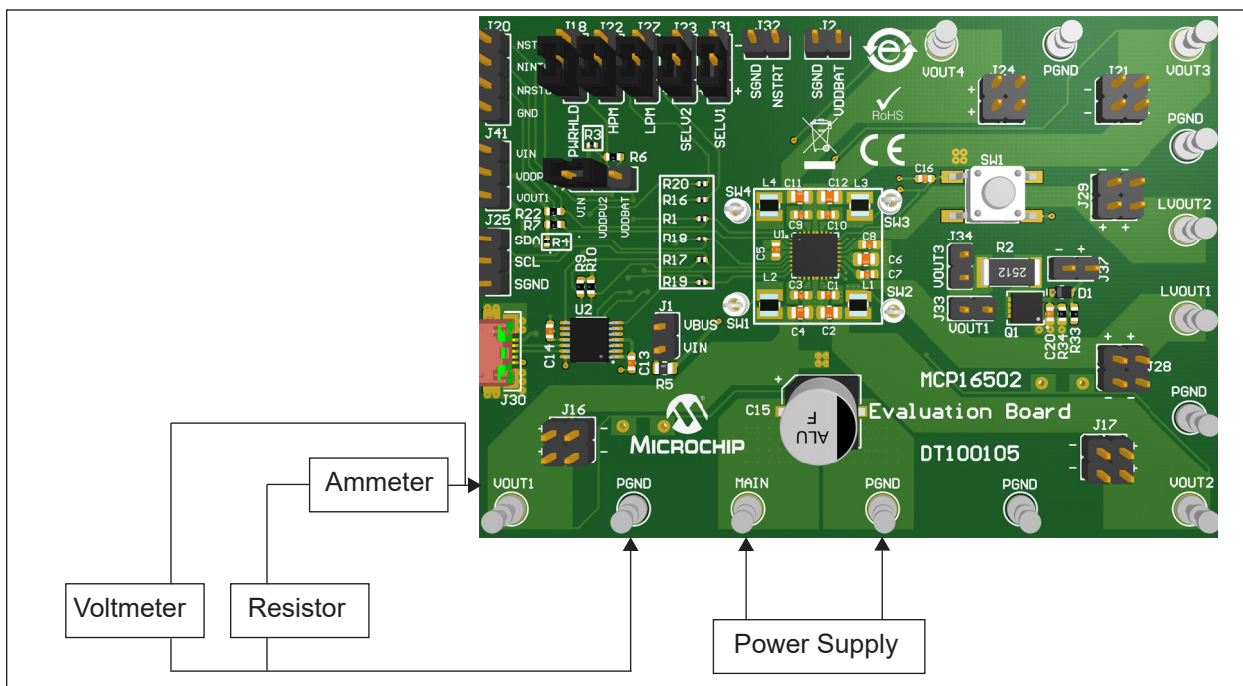 J20 J18 J22 J27 J23 J31 J32 J2
NST
NINT
NRST
GND
PWRHLD
HPM
LPM
SELV2
SELV1
- +
SGND
NSTRT
SGND
VDDBAT
e
RoHS
CE
VOUT4
PGND
VOUT3
J24
+ -
J21
- +
PGND
J41
VIN
VDDP
VOUT1
R3
R6
VIN
VDDPU2
VDDBAT
R22
R7
R4
J25
SDA
SCL
SGND
R20
R16
R1
R18
R17
R19
R9
R10
U2
C14
C13
J1
VBUS
VIN
R5
J30
SW4
L4 C11 C12 L3
SW3
C9 C10
U1
C5
C8
C6
C7
L2 C3 C1 L1
SW1
C4 C2
SW2
C16
SW1
J29
+ +
LVOUT2
J34
VOUT3
R2
2512
- +
J37
J33
VOUT1
Q1
D1
C20
R34
R33
LVOUT1
+ +
J28
- -
PGND
MCP16502
Evaluation Board
DT100105
C15
+
ALU
F
MICROCHIP
J16
+ -
+ -
J17
- +
- +
VOUT1
PGND
MAIN
PGND
PGND
VOUT2
Ammeter
Voltmeter
Resistor
Power Supply